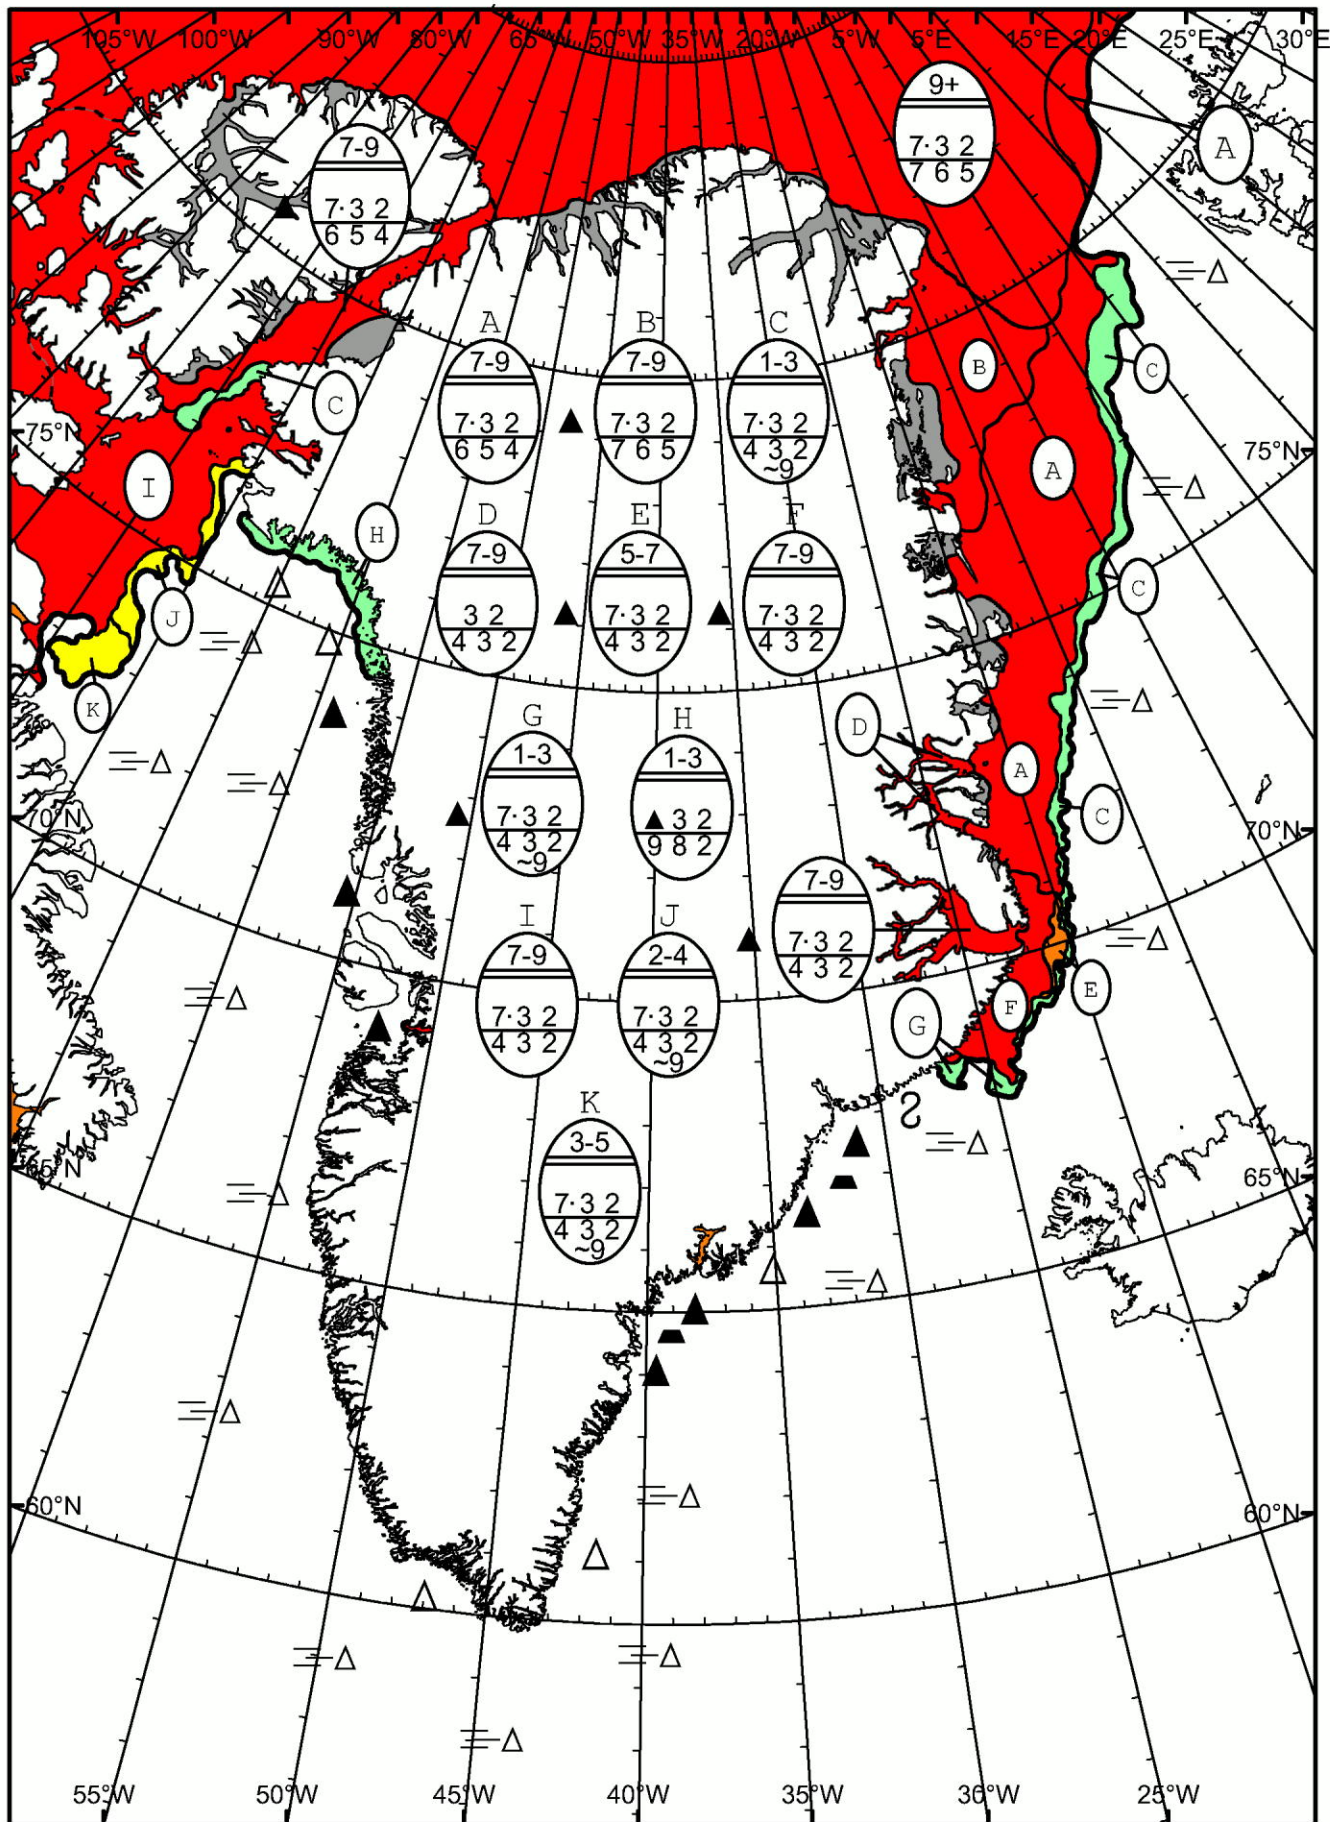 105°W 100°W 90°W 80°W 65°W 50°W 35°W 20°W 5°W 5°E 15°E 20°E 25°E 30°E
9+
7·3 2
7 6 5
A
7-9
7·3 2
6 5 4
A B C
7-9 7-9 1-3
7·3 2 7·3 2 7·3 2
6 5 4 7 6 5 4 3 2
~9
B
C
C
75°N
75°N
A
I
D E F
7-9 5-7 7-9
3 2 7·3 2 7·3 2
4 3 2 4 3 2 4 3 2
H
C
J
K
G H
1-3 1-3
7·3 2 3 2
4 3 2 9 8 2
~9
D
A
C
70°N
70°N
7-9
7·3 2
4 3 2
I J
7-9 2-4
7·3 2 7·3 2
4 3 2 4 3 2
~9
E
F
G
K
3-5
7·3 2
4 3 2
~9
65°N
65°N
60°N
60°N
55°W 50°W 45°W 40°W 35°W 30°W 25°W